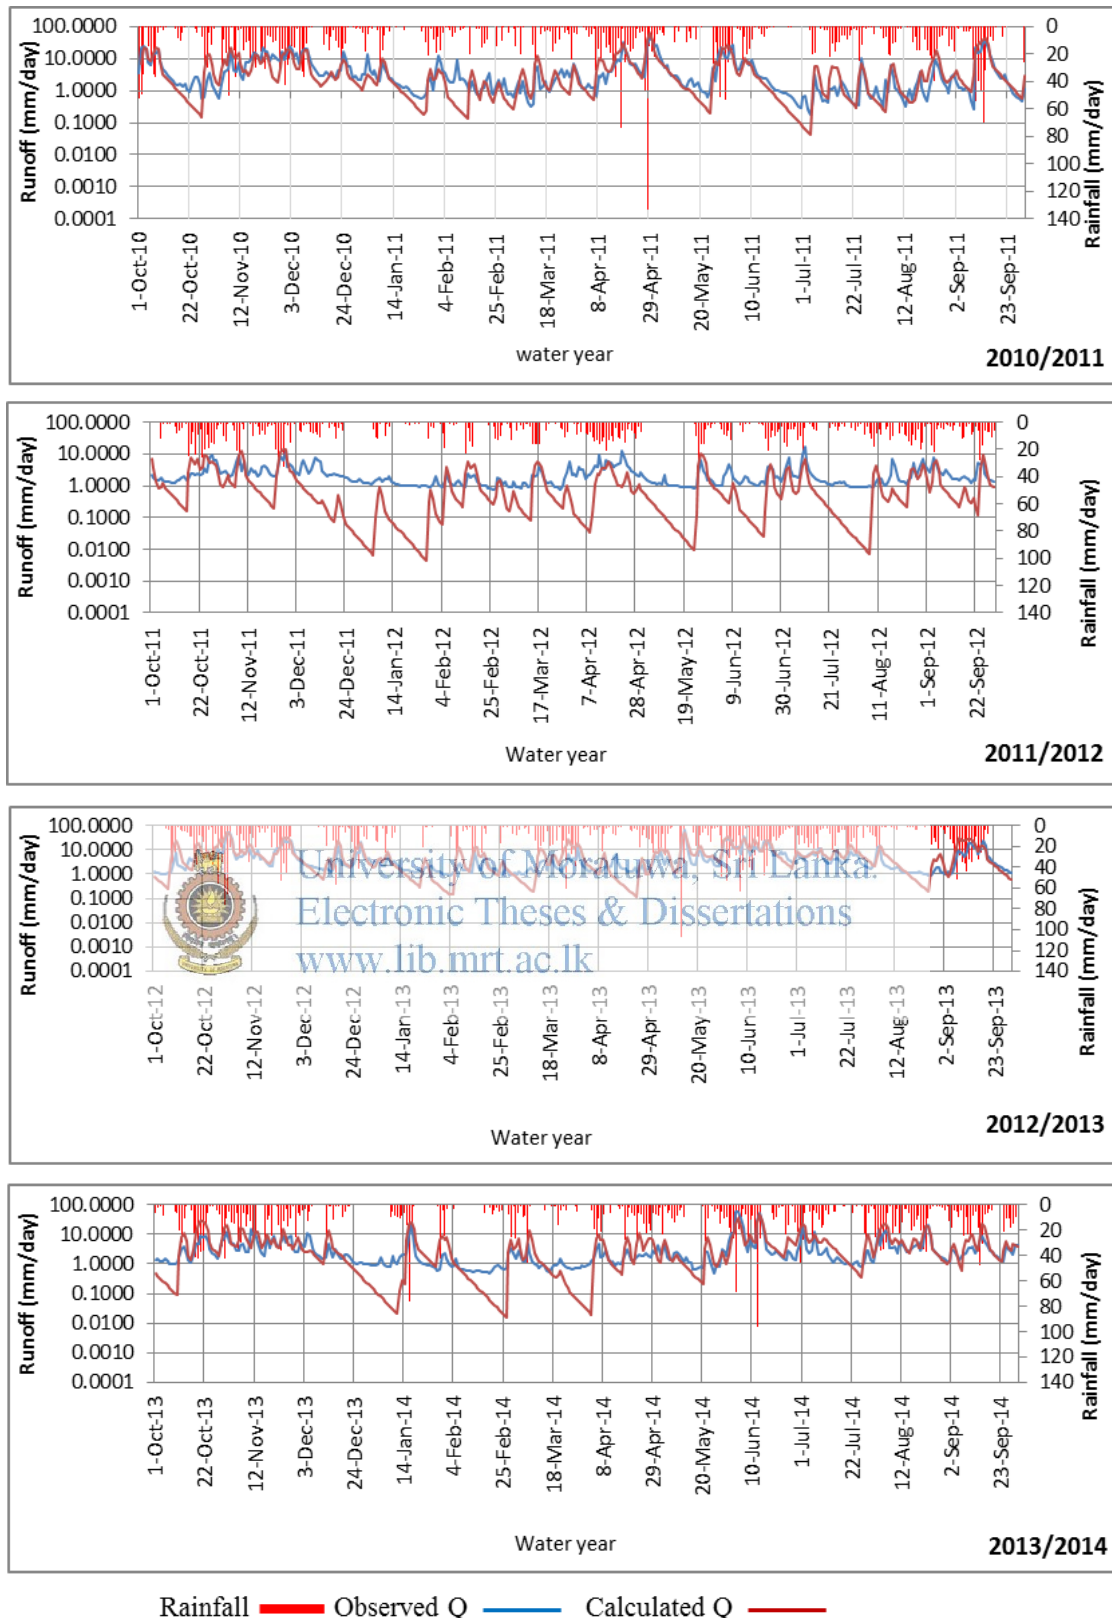 100.0000
10.0000
1.0000
0.1000
0.0100
0.0010
0.0001
Runoff (mm/day)
0
20
40
60
80
100
120
140
Rainfall (mm/day)
1-Oct-10
22-Oct-10
12-Nov-10
3-Dec-10
24-Dec-10
14-Jan-11
4-Feb-11
25-Feb-11
18-Mar-11
8-Apr-11
29-Apr-11
20-May-11
10-Jun-11
1-Jul-11
22-Jul-11
12-Aug-11
2-Sep-11
23-Sep-11
water year
2010/2011
100.0000
10.0000
1.0000
0.1000
0.0100
0.0010
0.0001
Runoff (mm/day)
0
20
40
60
80
100
120
140
Rainfall (mm/day)
1-Oct-11
22-Oct-11
12-Nov-11
3-Dec-11
24-Dec-11
14-Jan-12
4-Feb-12
25-Feb-12
17-Mar-12
7-Apr-12
28-Apr-12
19-May-12
9-Jun-12
30-Jun-12
21-Jul-12
11-Aug-12
1-Sep-12
22-Sep-12
Water year
2011/2012
100.0000
10.0000
1.0000
0.1000
0.0100
0.0010
0.0001
Runoff (mm/day)
0
20
40
60
80
100
120
140
Rainfall (mm/day)
University of Moratuwa, Sri Lanka.
Electronic Theses & Dissertations
www.lib.mrt.ac.lk
1-Oct-12
22-Oct-12
12-Nov-12
3-Dec-12
24-Dec-12
14-Jan-13
4-Feb-13
25-Feb-13
18-Mar-13
8-Apr-13
29-Apr-13
20-May-13
10-Jun-13
1-Jul-13
22-Jul-13
12-Aug-13
2-Sep-13
23-Sep-13
Water year
2012/2013
100.0000
10.0000
1.0000
0.1000
0.0100
0.0010
0.0001
Runoff (mm/day)
0
20
40
60
80
100
120
140
Rainfall (mm/day)
1-Oct-13
22-Oct-13
12-Nov-13
3-Dec-13
24-Dec-13
14-Jan-14
4-Feb-14
25-Feb-14
18-Mar-14
8-Apr-14
29-Apr-14
20-May-14
10-Jun-14
1-Jul-14
22-Jul-14
12-Aug-14
2-Sep-14
23-Sep-14
Water year
2013/2014
Rainfall Observed Q Calculated Q